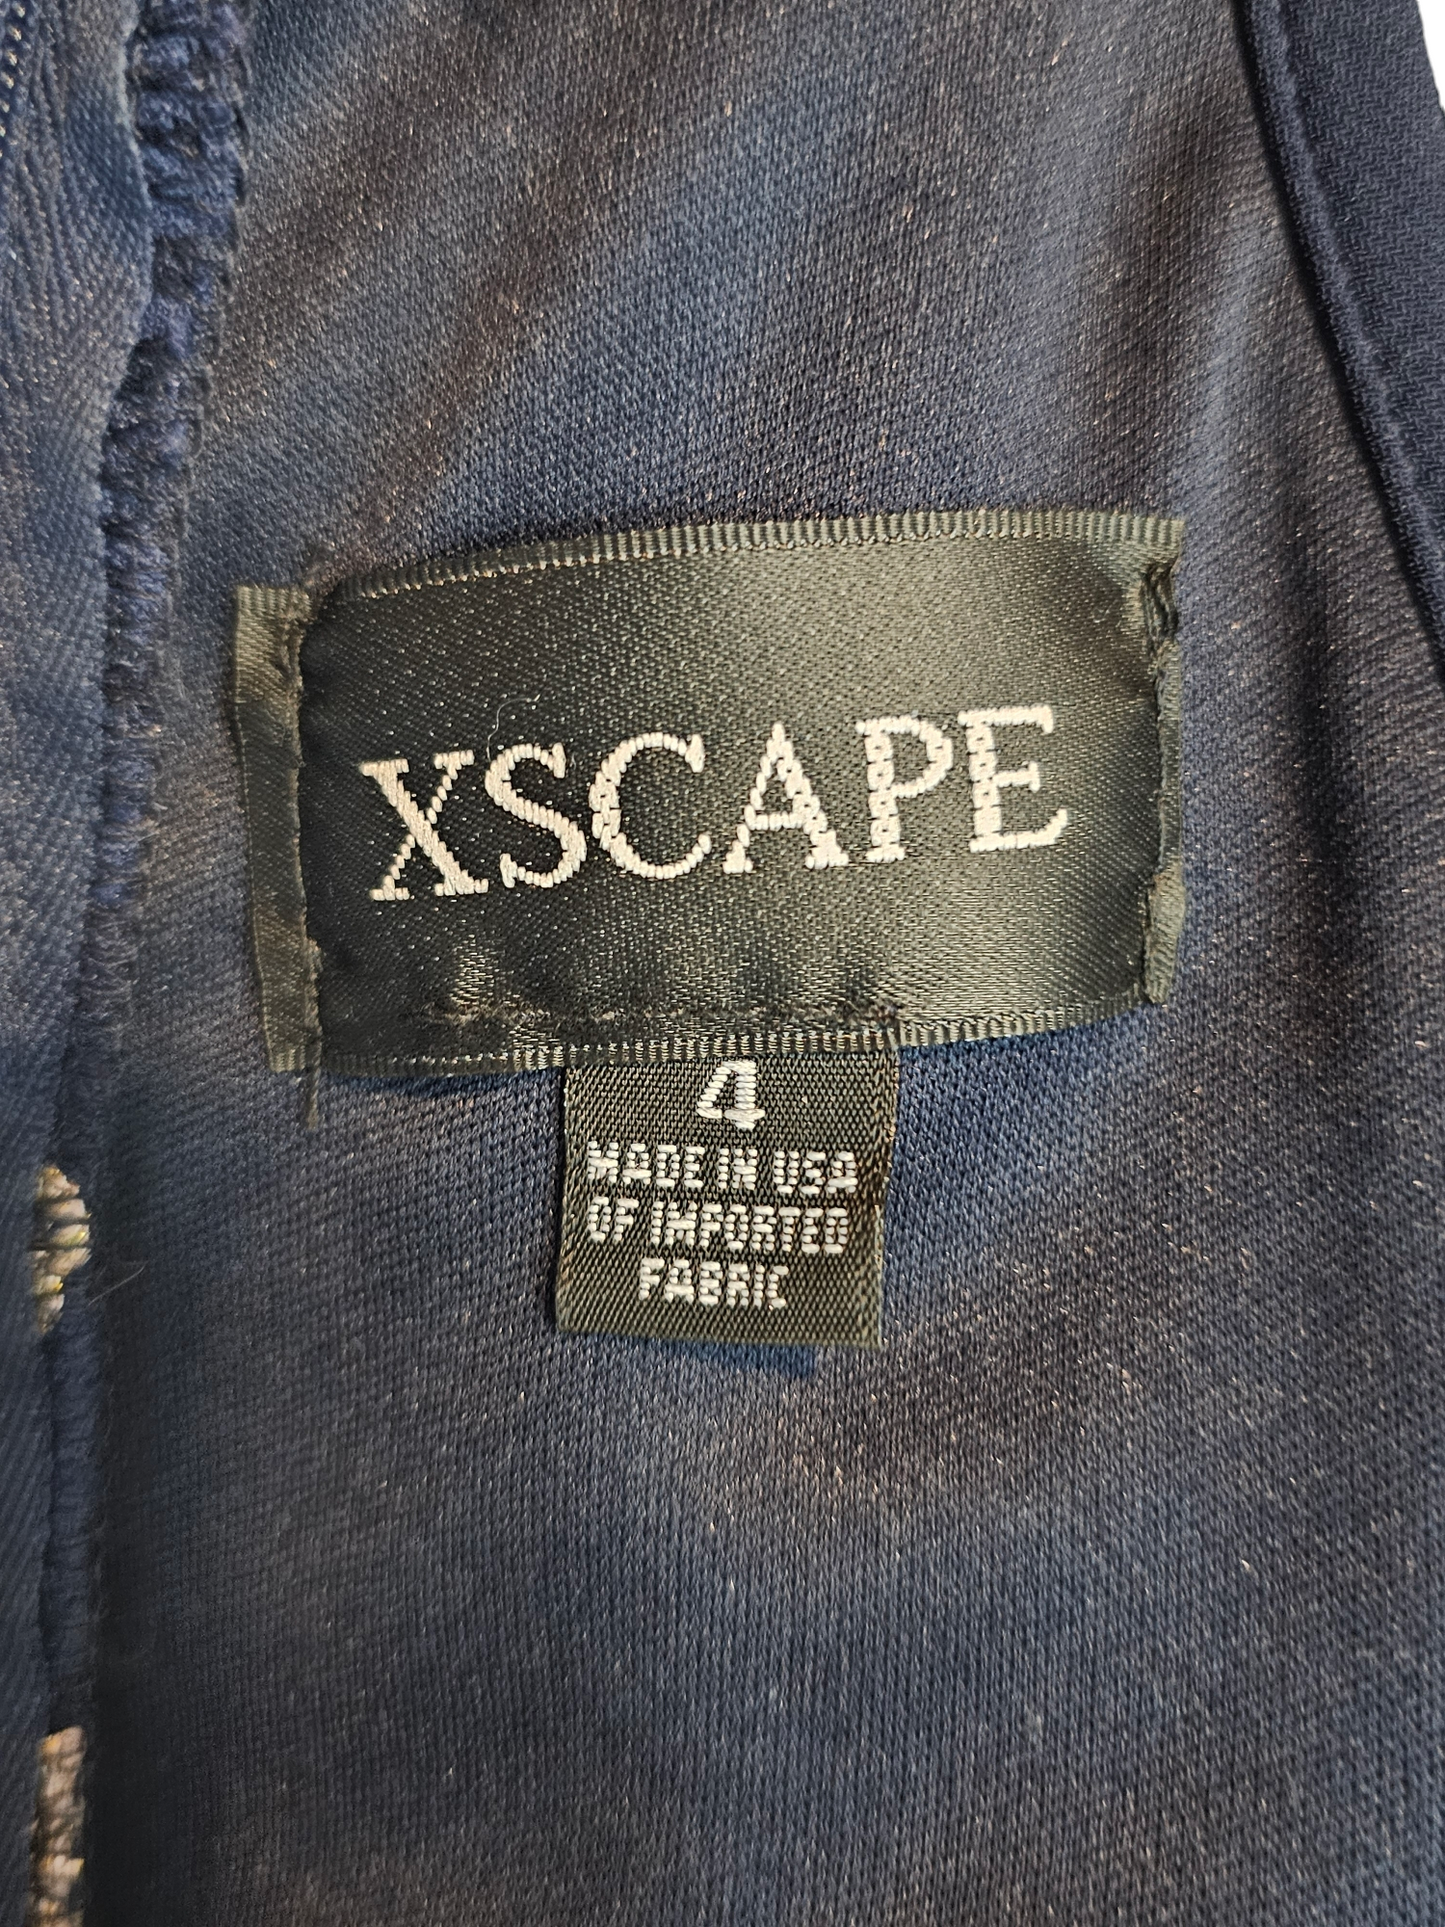 XSCAPE
4
MADE IN USA
OF IMPORTED
FABRIC